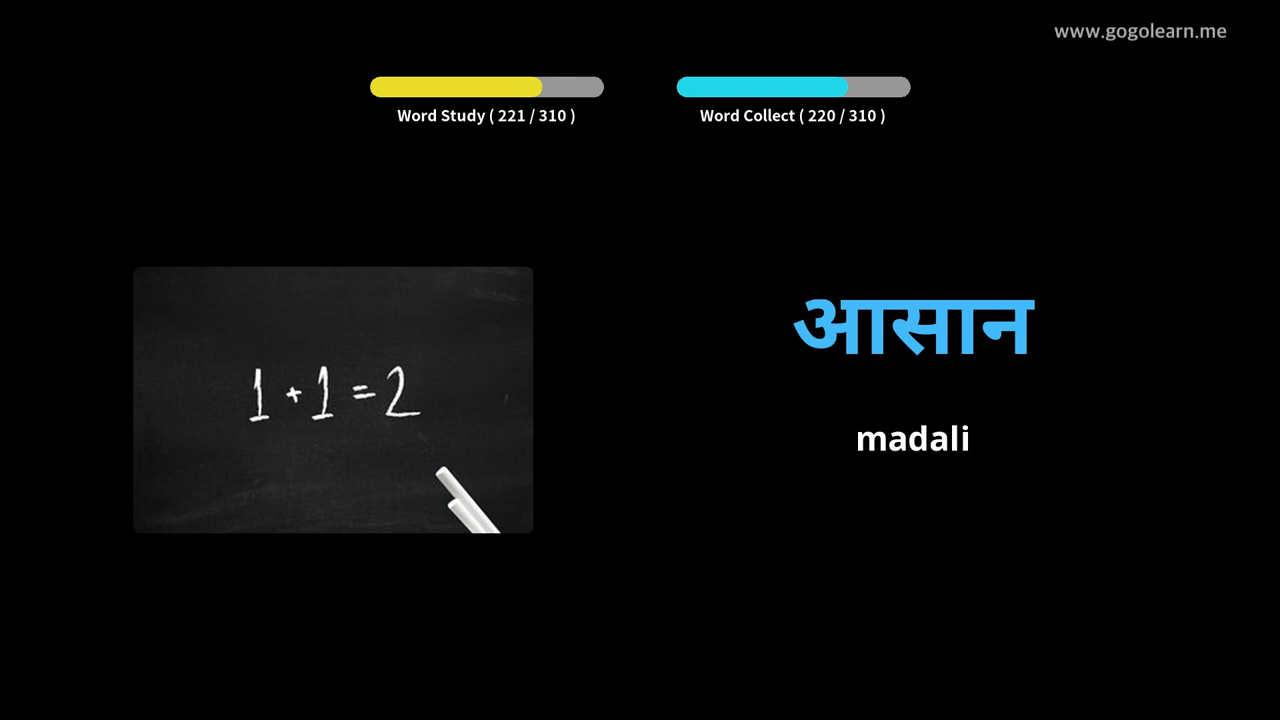 www.gogolearn.me
Word Study ( 221 / 310 )
Word Collect ( 220 / 310 )
आसान
1 + 1 = 2
madali